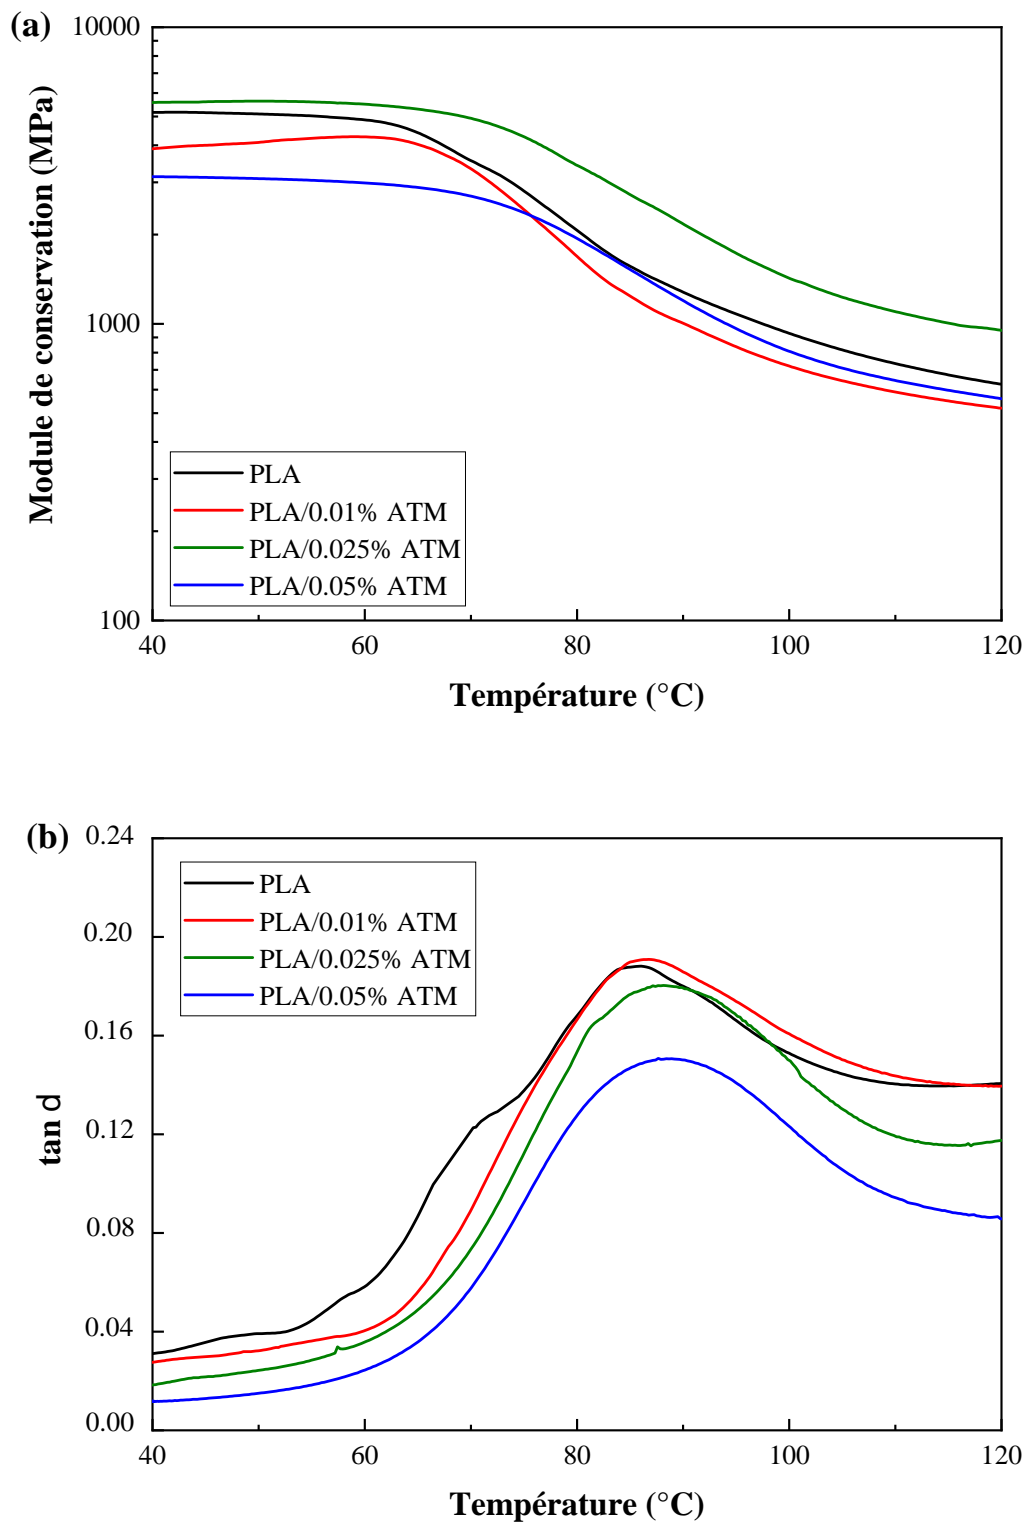 (a)
Module de conservation (MPa)
10000
1000
100
PLA
PLA/0.01% ATM
PLA/0.025% ATM
PLA/0.05% ATM
40 60 80 100 120
Température (°C)
(b)
tan d
0.24
0.20
0.16
0.12
0.08
0.04
0.00
PLA
PLA/0.01% ATM
PLA/0.025% ATM
PLA/0.05% ATM
40 60 80 100 120
Température (°C)